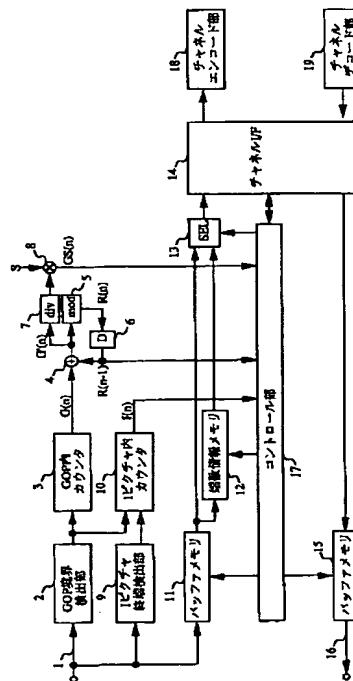 1
2
GOP境界
検出部
3
GOP内
カウンタ
G(n)
4
G'(n)
7
div
mod
5
S
8
GS(n)
R(n)
6
D
R(n-1)
9
Iピクチャ
終端検出部
10
Iピクチャ内
カウンタ
I(n)
11
バッファメモリ
12
端数情報メモリ
13
SEL
14
チャネルI/F
18
チャネル
エンコード部
19
チャネル
デコード部
コントロール部
17
15
バッファメモリ
16